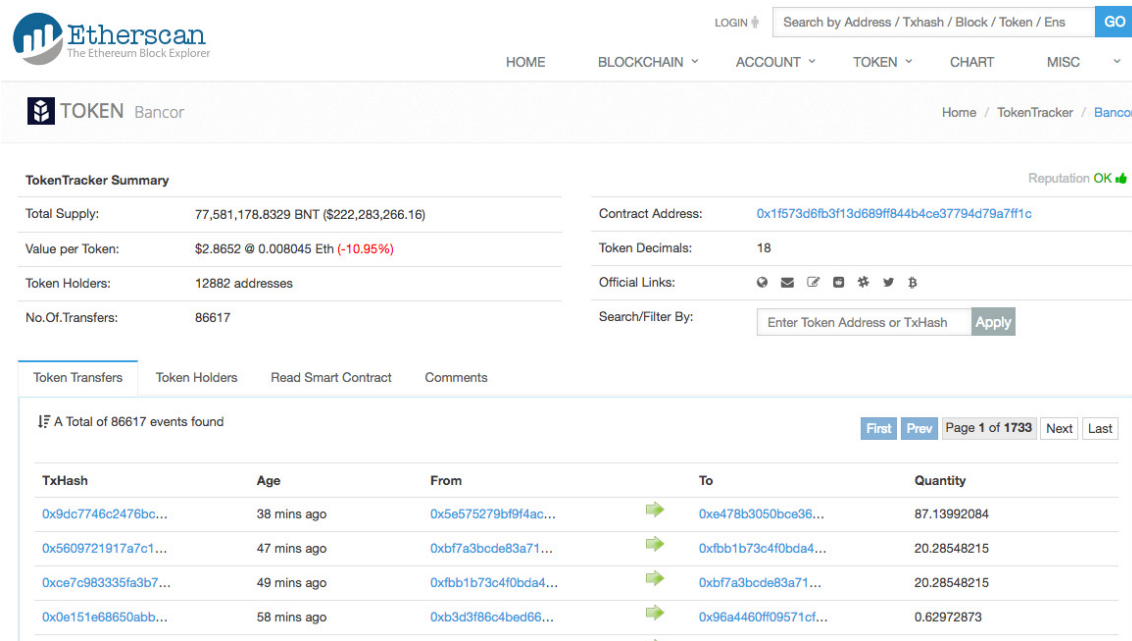 Etherscan
The Ethereum Block Explorer
LOGIN
Search by Address / Txhash / Block / Token / Ens
GO
HOME BLOCKCHAIN ACCOUNT TOKEN CHART MISC
TOKEN Bancor
Home / TokenTracker / Bancor
TokenTracker Summary
Reputation OK
Total Supply: 77,581,178.8329 BNT ($222,283,266.16)
Contract Address: 0x1f573d6fb3f13d689ff844b4ce37794d79a7ff1c
Value per Token: $2.8652 @ 0.008045 Eth (-10.95%)
Token Decimals: 18
Token Holders: 12882 addresses
Official Links:
No.Of.Transfers: 86617
Search/Filter By: Enter Token Address or TxHash Apply
Token Transfers Token Holders Read Smart Contract Comments
A Total of 86617 events found
First Prev Page 1 of 1733 Next Last
TxHash Age From To Quantity
0x9dc7746c2476bc... 38 mins ago 0x5e575279bf9f4ac... 0xe478b3050bce36... 87.13992084
0x5609721917a7c1... 47 mins ago 0xbf7a3bcde83a71... 0xfbb1b73c4f0bda4... 20.28548215
0xce7c983335fa3b7... 49 mins ago 0xfbb1b73c4f0bda4... 0xbf7a3bcde83a71... 20.28548215
0x0e151e68650abb... 58 mins ago 0xb3d3f86c4bed66... 0x96a4460ff09571cf... 0.62972873